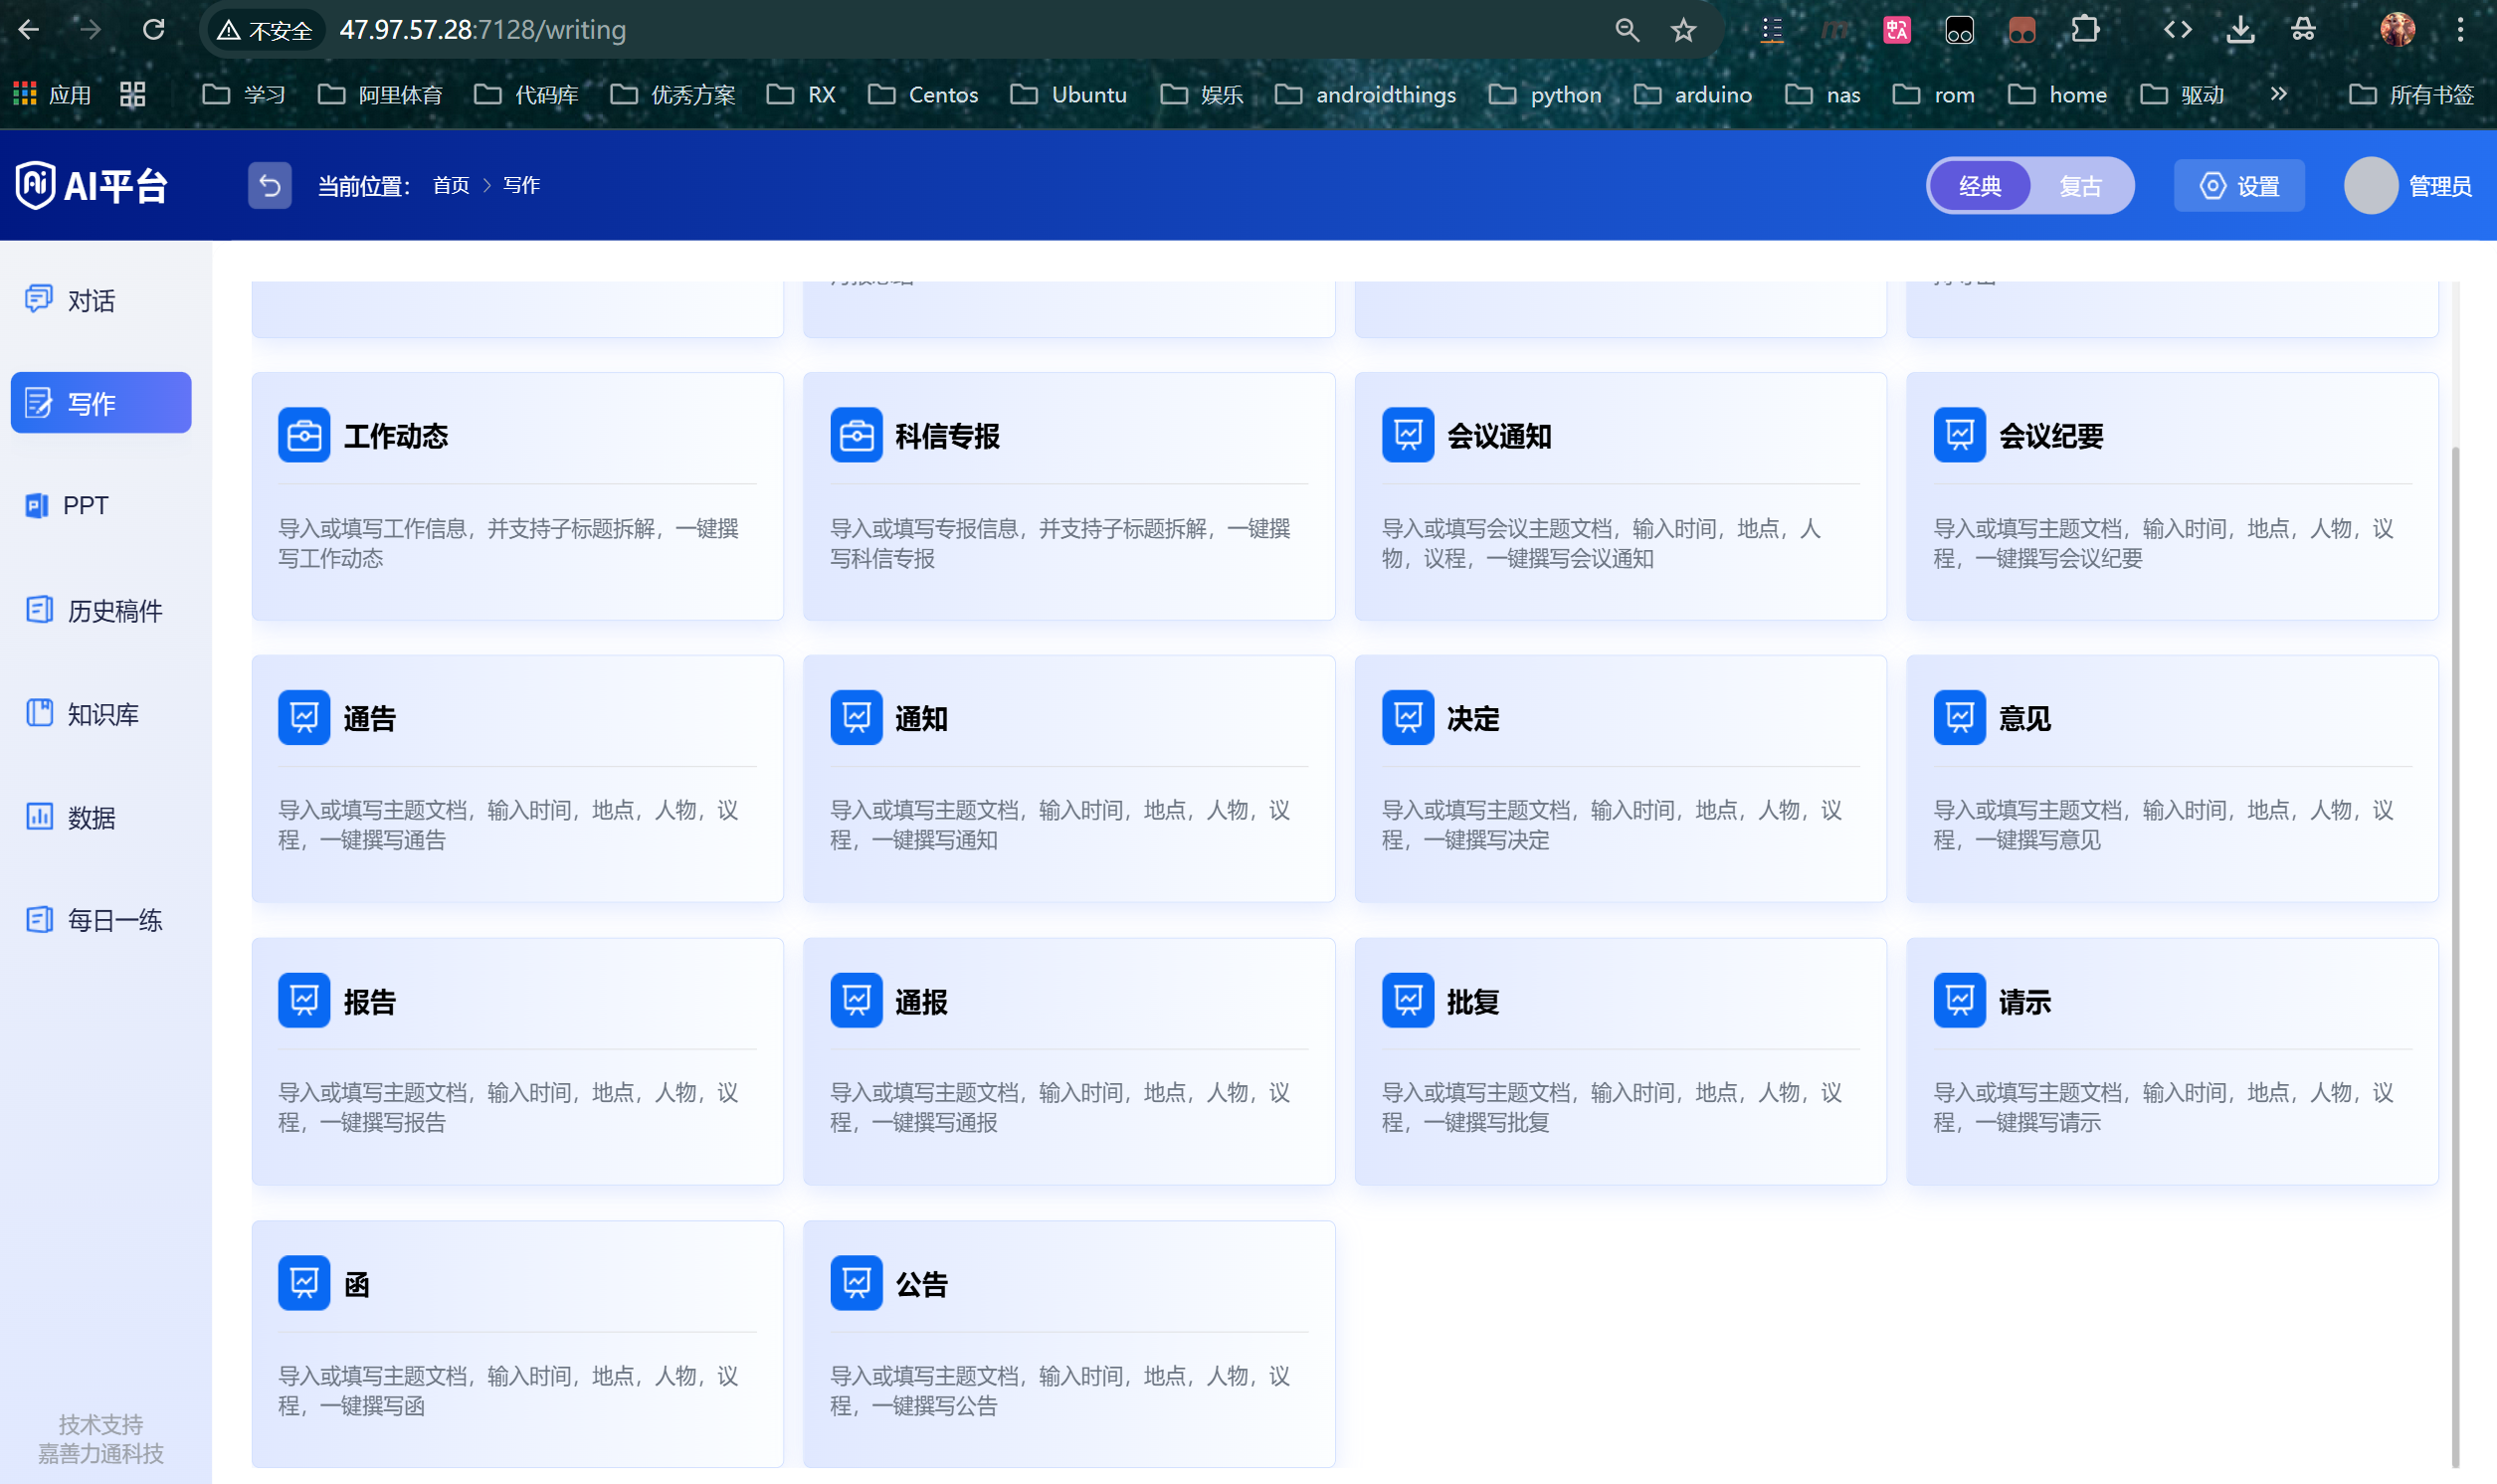 不安全 47.97.57.28:7128/writing
应用 学习 阿里体育 代码库 优秀方案 RX Centos Ubuntu 娱乐 androidthings python arduino nas rom home 驱动 所有书签
AI平台 当前位置： 首页 > 写作 经典 复古 设置 管理员
对话
写作
PPT
历史稿件
知识库
数据
每日一练
技术支持
嘉善力通科技
工作动态
导入或填写工作信息，并支持子标题拆解，一键撰
写工作动态
科信专报
导入或填写专报信息，并支持子标题拆解，一键撰
写科信专报
会议通知
导入或填写会议主题文档，输入时间，地点，人
物，议程，一键撰写会议通知
会议纪要
导入或填写主题文档，输入时间，地点，人物，议
程，一键撰写会议纪要
通告
导入或填写主题文档，输入时间，地点，人物，议
程，一键撰写通告
通知
导入或填写主题文档，输入时间，地点，人物，议
程，一键撰写通知
决定
导入或填写主题文档，输入时间，地点，人物，议
程，一键撰写决定
意见
导入或填写主题文档，输入时间，地点，人物，议
程，一键撰写意见
报告
导入或填写主题文档，输入时间，地点，人物，议
程，一键撰写报告
通报
导入或填写主题文档，输入时间，地点，人物，议
程，一键撰写通报
批复
导入或填写主题文档，输入时间，地点，人物，议
程，一键撰写批复
请示
导入或填写主题文档，输入时间，地点，人物，议
程，一键撰写请示
函
导入或填写主题文档，输入时间，地点，人物，议
程，一键撰写函
公告
导入或填写主题文档，输入时间，地点，人物，议
程，一键撰写公告